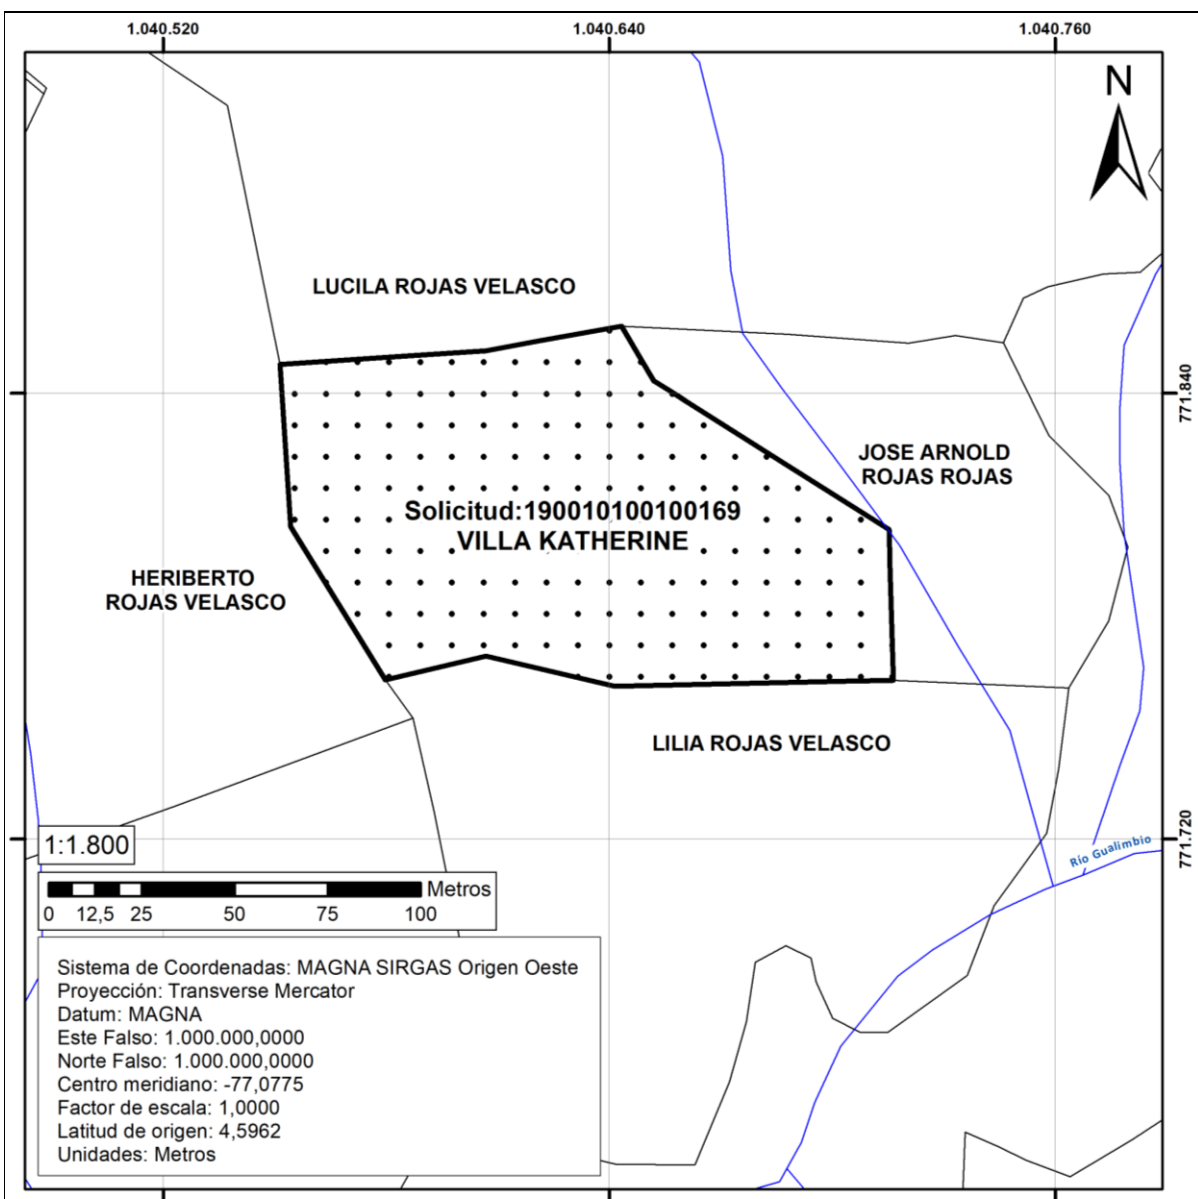 1.040.520
1.040.640
1.040.760
N
LUCILA ROJAS VELASCO
771.840
JOSE ARNOLD
ROJAS ROJAS
Solicitud:190010100100169
VILLA KATHERINE
HERIBERTO
ROJAS VELASCO
LILIA ROJAS VELASCO
771.720
1:1.800
Río Gualimbio
Metros
0 12,5 25 50 75 100
Sistema de Coordenadas: MAGNA SIRGAS Origen Oeste
Proyección: Transverse Mercator
Datum: MAGNA
Este Falso: 1.000.000,0000
Norte Falso: 1.000.000,0000
Centro meridiano: -77,0775
Factor de escala: 1,0000
Latitud de origen: 4,5962
Unidades: Metros